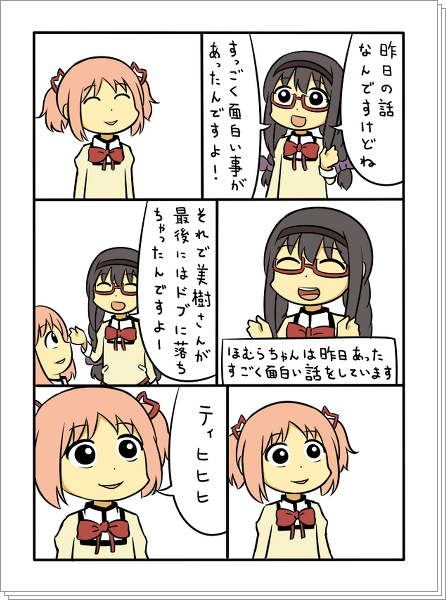 昨日の話
なんですけどね
すっごく面白い事が
あったんですよ！
ほむらちゃんは昨日あった
すごく面白い話をしています
それで美樹さんが
最後にはドブに落ち
ちゃったんですよー
ティヒヒヒ